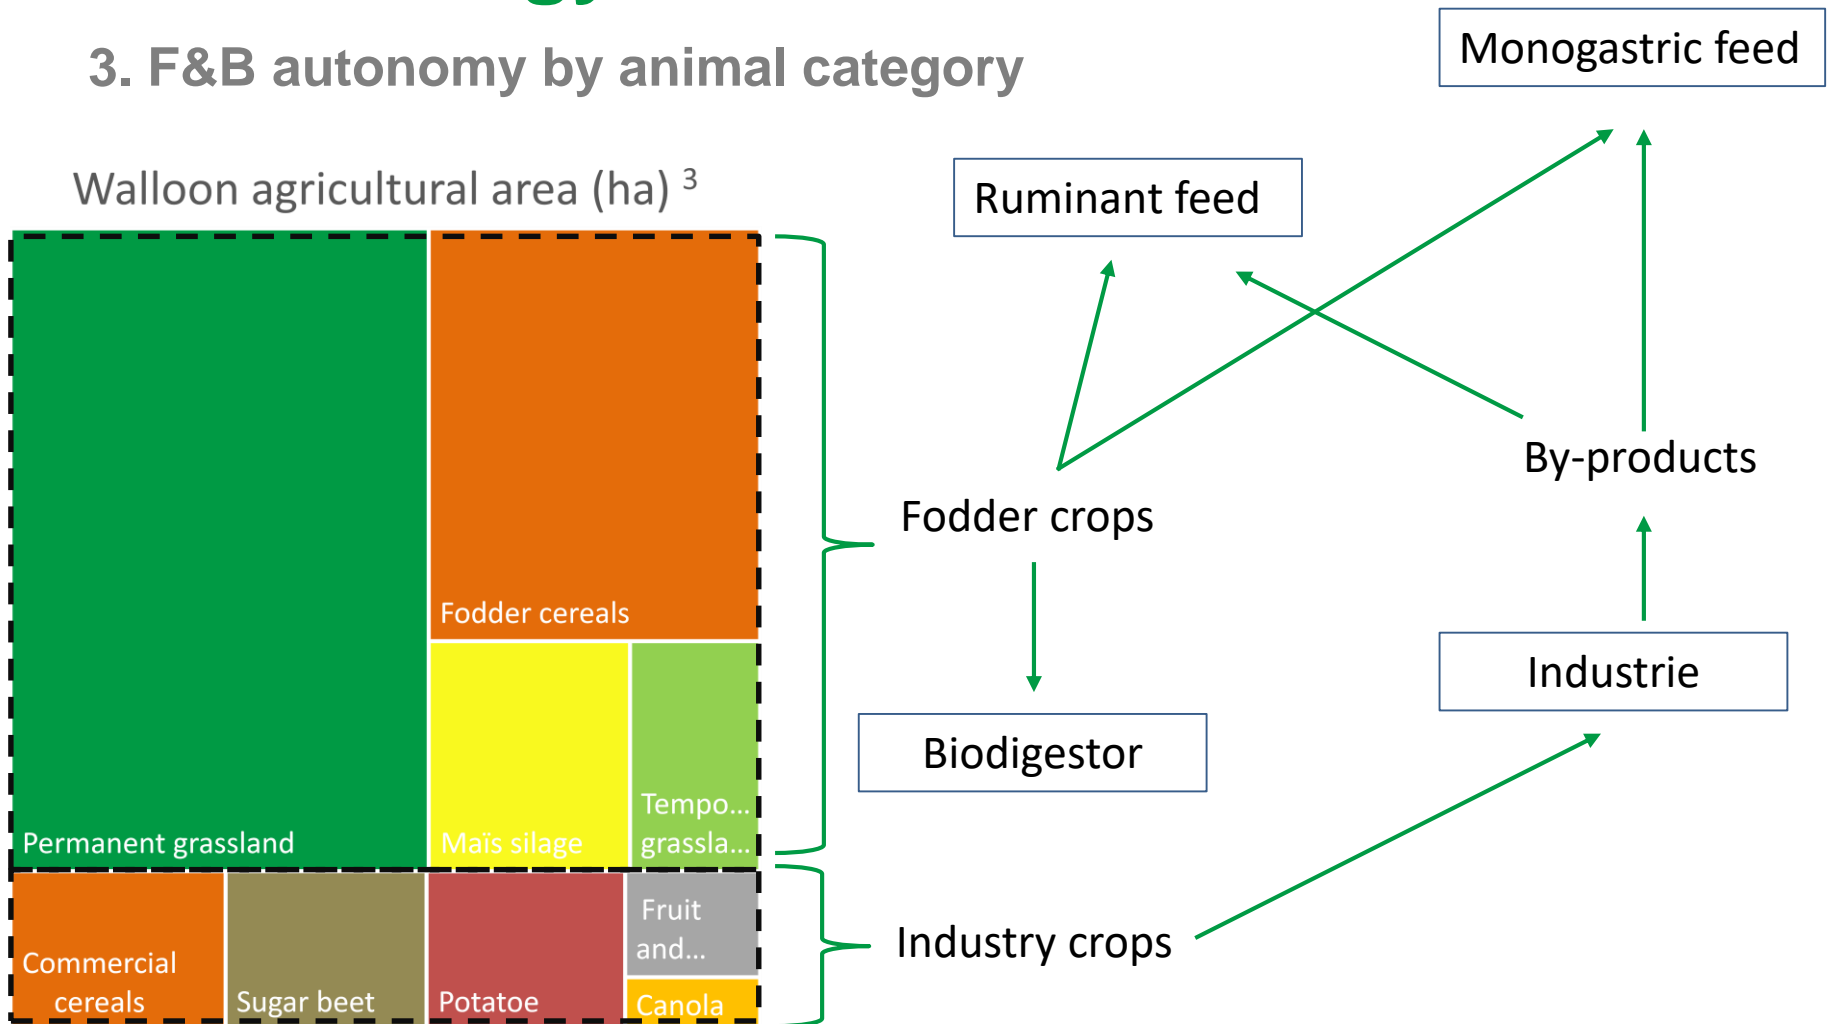 3. F&B autonomy by animal category
Monogastric feed
Walloon agricultural area (ha) 3
Ruminant feed
Fodder cereals
Permanent grassland
Maïs silage
Tempo...
grassla...
Commercial
cereals
Sugar beet
Potatoe
Fruit
and...
Canola
Fodder crops
By-products
Biodigestor
Industrie
Industry crops